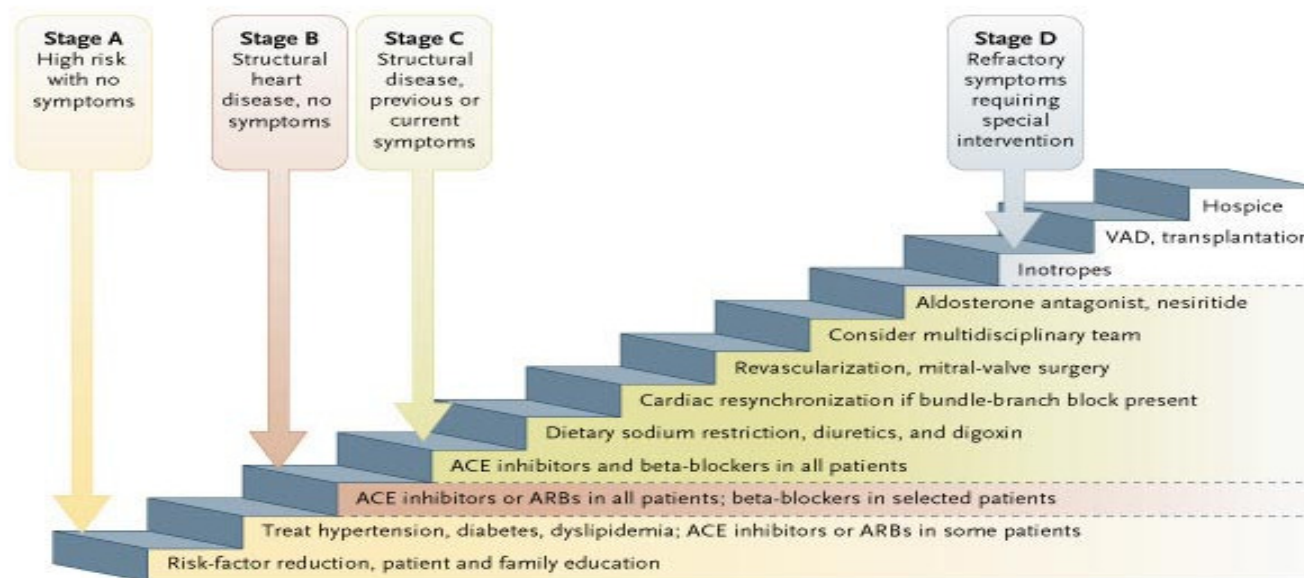 Stage A
High risk
with no
symptoms
Stage B
Structural
heart
disease, no
symptoms
Stage C
Structural
disease,
previous or
current
symptoms
Stage D
Refractory
symptoms
requiring
special
intervention
Hospice
VAD, transplantation
Inotropes
Aldosterone antagonist, nesiritide
Consider multidisciplinary team
Revascularization, mitral-valve surgery
Cardiac resynchronization if bundle-branch block present
Dietary sodium restriction, diuretics, and digoxin
ACE inhibitors and beta-blockers in all patients
ACE inhibitors or ARBs in all patients; beta-blockers in selected patients
Treat hypertension, diabetes, dyslipidemia; ACE inhibitors or ARBs in some patients
Risk-factor reduction, patient and family education